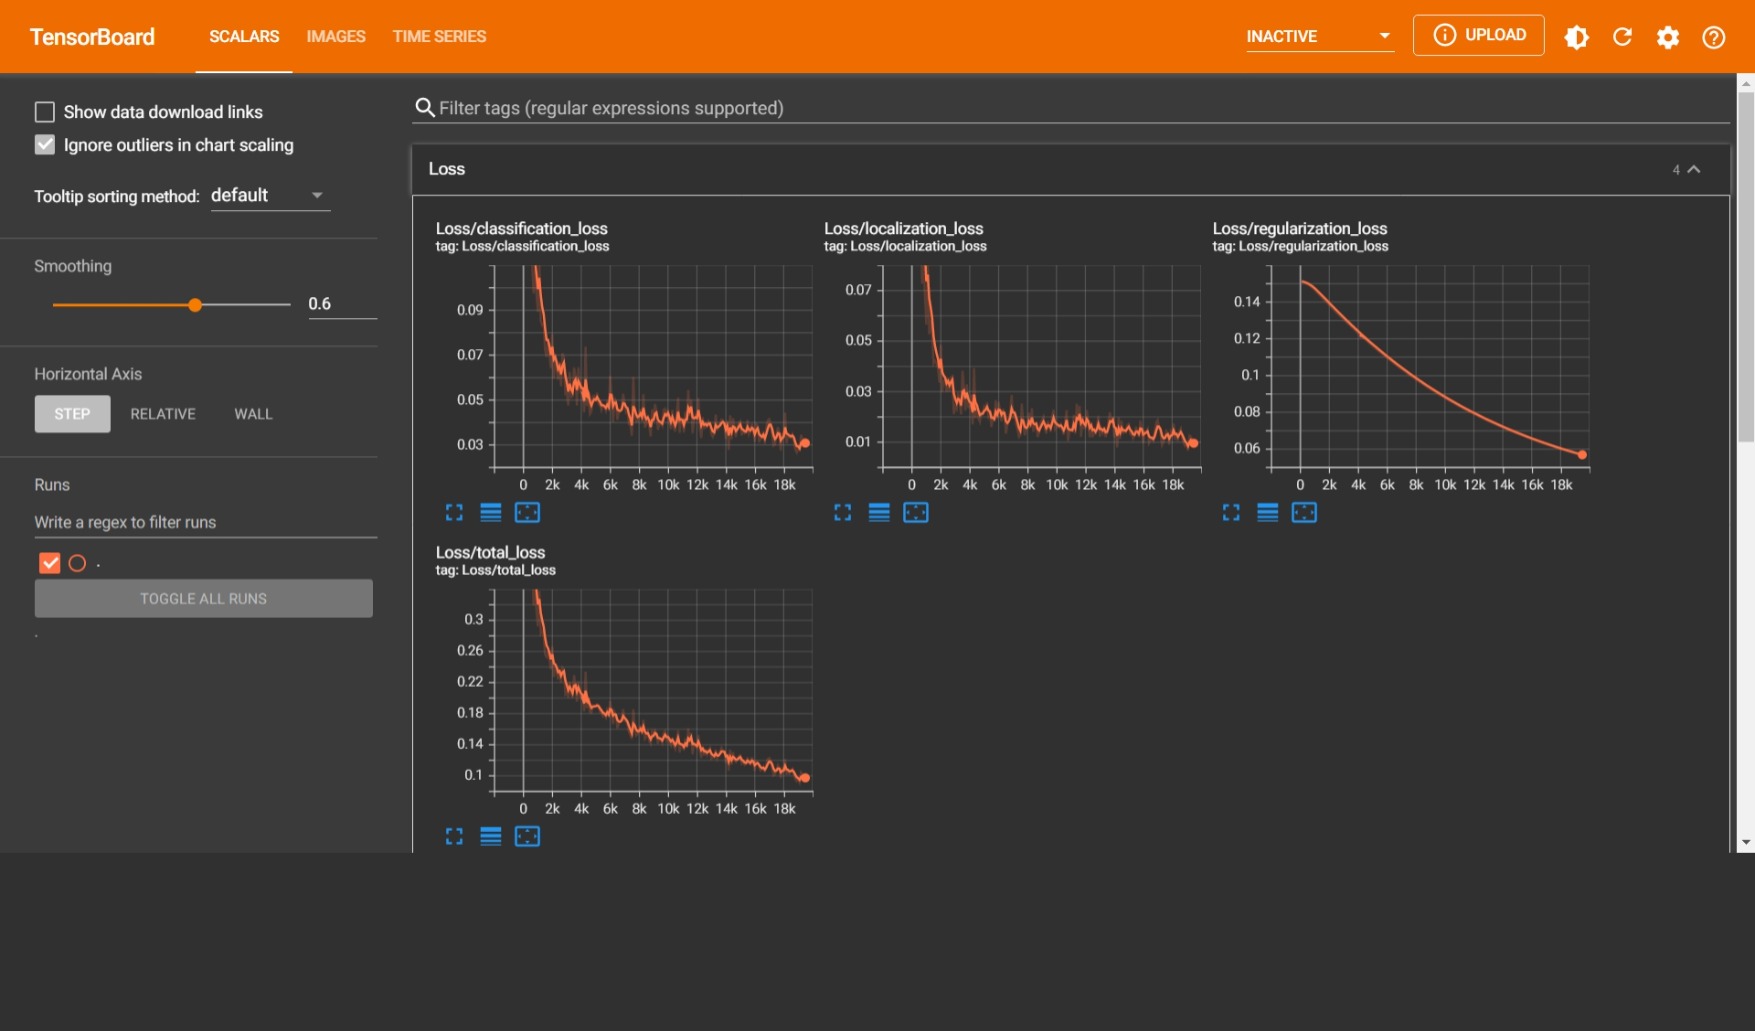 TensorBoard SCALARS IMAGES TIME SERIES INACTIVE UPLOAD
Show data download links
Ignore outliers in chart scaling
Tooltip sorting method: default
Smoothing
0.6
Horizontal Axis
STEP RELATIVE WALL
Runs
Write a regex to filter runs
.
TOGGLE ALL RUNS
.
Filter tags (regular expressions supported)
Loss 4
Loss/classification_loss
tag: Loss/classification_loss
0.09
0.07
0.05
0.03
0 2k 4k 6k 8k 10k 12k 14k 16k 18k
Loss/localization_loss
tag: Loss/localization_loss
0.07
0.05
0.03
0.01
0 2k 4k 6k 8k 10k 12k 14k 16k 18k
Loss/regularization_loss
tag: Loss/regularization_loss
0.14
0.12
0.1
0.08
0.06
0 2k 4k 6k 8k 10k 12k 14k 16k 18k
Loss/total_loss
tag: Loss/total_loss
0.3
0.26
0.22
0.18
0.14
0.1
0 2k 4k 6k 8k 10k 12k 14k 16k 18k